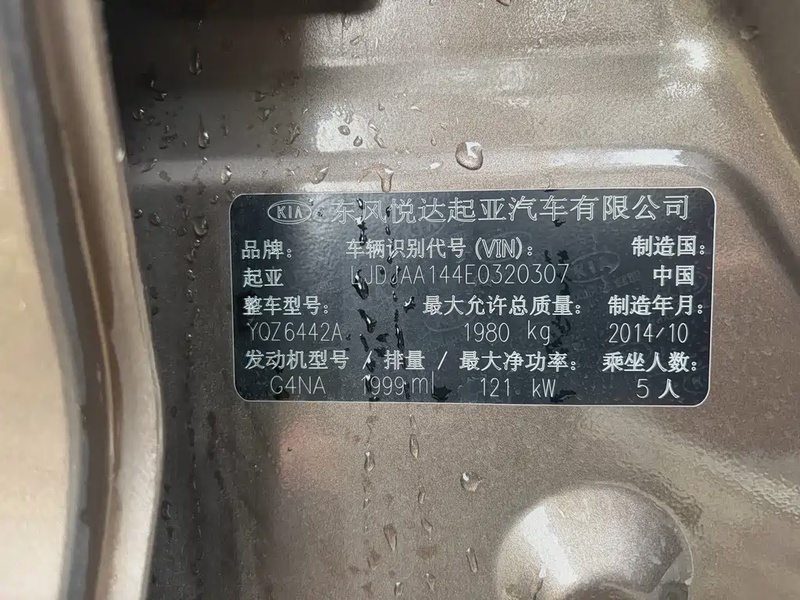 KIA 东风悦达起亚汽车有限公司
品牌: 车辆识别代号(VIN): 制造国:
起亚 LJDJAA144E0320307 中国
整车型号: 最大允许总质量: 制造年月:
YQZ6442A 1980 kg 2014/10
发动机型号 / 排量 / 最大净功率: 乘坐人数:
G4NA 1999 ml 121 kW 5 人